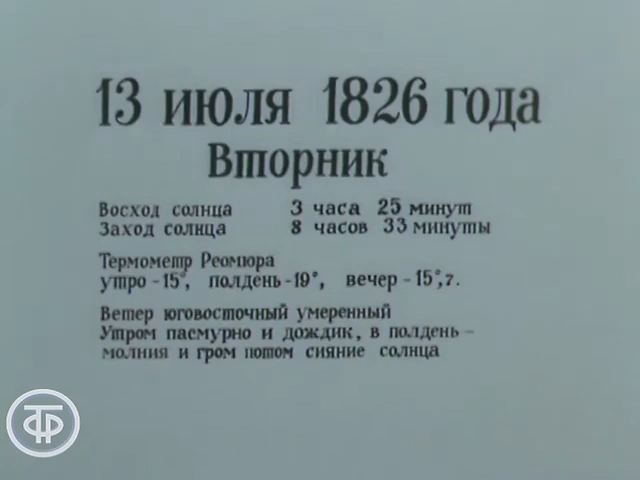 13 июля 1826 года
Вторник
Восход солнца 3 часа 25 минут
Заход солнца 8 часов 33 минуты
Термометр Реомюра
утро - 15°, полдень - 19°, вечер - 15°,7.
Ветер юговосточный умеренный
Утром пасмурно и дождик, в полдень -
молния и гром потом сияние солнца